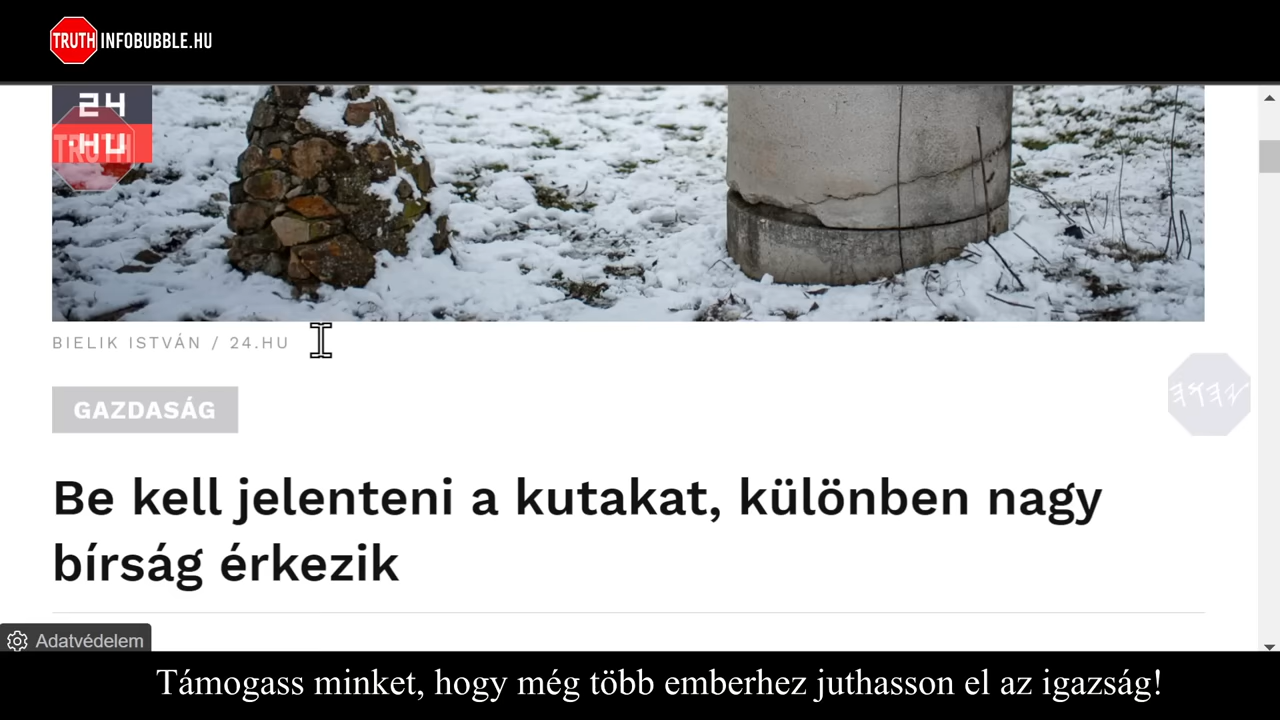 TRUTH INFOBUBBLE.HU
24
.HU
TRUTH
BIELIK ISTVÁN / 24.HU
GAZDASÁG
Be kell jelenteni a kutakat, különben nagy
bírság érkezik
Adatvédelem
Támogass minket, hogy még több emberhez juthasson el az igazság!